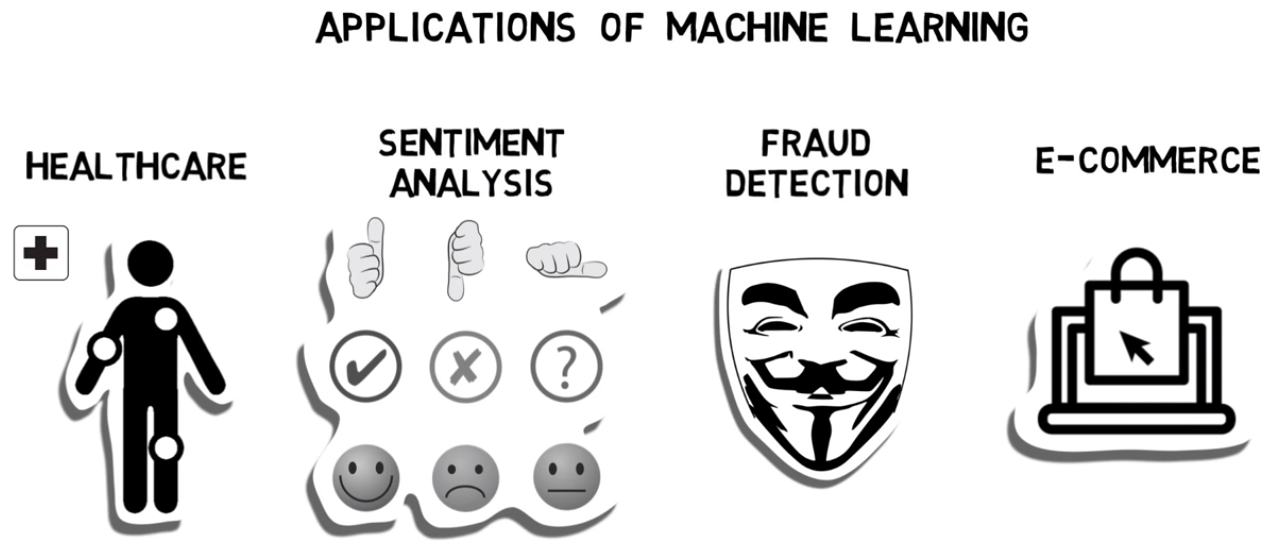 APPLICATIONS OF MACHINE LEARNING
HEALTHCARE
SENTIMENT
ANALYSIS
FRAUD
DETECTION
E-COMMERCE
?